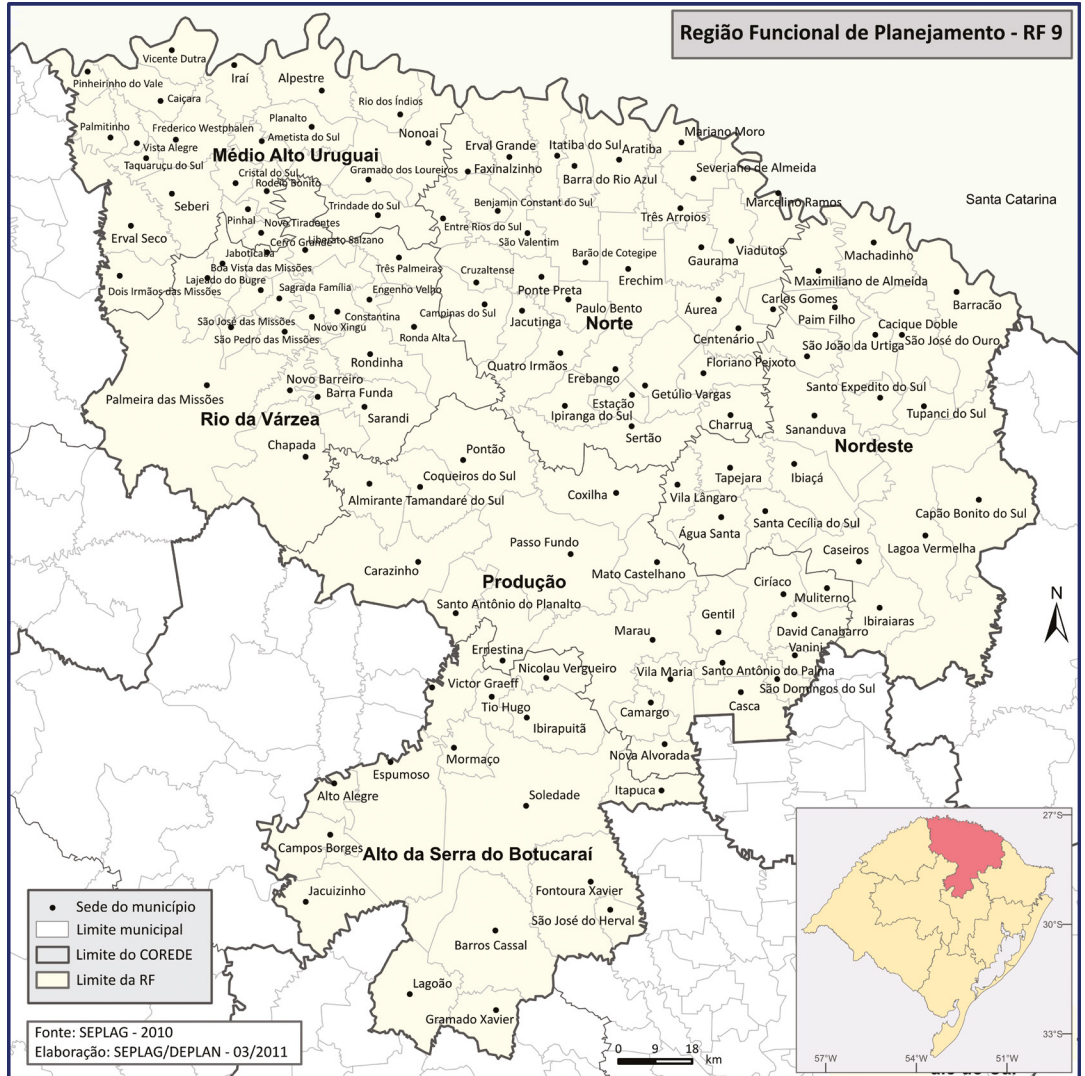 Região Funcional de Planejamento - RF 9
Vicente Dutra
Pinheirinho do Vale
Iraí
Alpestre
Caiçara
Rio dos Índios
Planalto
Palmitinho
Frederico Westphalen
Ametista do Sul
Nonoai
Vista Alegre
Taquaruçu do Sul
Médio Alto Uruguai
Cristal do Sul
Rodeio Bonito
Gramado dos Loureiros
Seberi
Trindade do Sul
Pinhal
Novo Tiradentes
Erval Seco
Cerro Grande
Liberato Salzano
Jaboticaba
Boa Vista das Missões
Três Palmeiras
Lajeado do Bugre
Dois Irmãos das Missões
Sagrada Família
Engenho Velho
Constantina
Campinas do Sul
São José das Missões
Novo Xingu
Ronda Alta
São Pedro das Missões
Rondinha
Novo Barreiro
Palmeira das Missões
Barra Funda
Rio da Várzea
Sarandi
Chapada
Mariano Moro
Erval Grande
Itatiba do Sul
Aratiba
Faxinalzinho
Barra do Rio Azul
Severiano de Almeida
Marcelino Ramos
Santa Catarina
Benjamin Constant do Sul
Três Arroios
Entre Rios do Sul
São Valentim
Viadutos
Gaurama
Barão de Cotegipe
Cruzaltense
Erechim
Ponte Preta
Paulo Bento
Jacutinga
Norte
Áurea
Carlos Gomes
Centenário
Quatro Irmãos
Erebango
Floriano Peixoto
Estação
Getúlio Vargas
Ipiranga do Sul
Charrua
Sertão
Machadinho
Maximiliano de Almeida
Barracão
Paim Filho
Cacique Doble
São João da Urtiga
São José do Ouro
Santo Expedito do Sul
Tupanci do Sul
Sananduva
Nordeste
Tapejara
Ibiaçá
Vila Lângaro
Santa Cecília do Sul
Capão Bonito do Sul
Água Santa
Lagoa Vermelha
Caseiros
Ibiraiaras
Pontão
Coqueiros do Sul
Almirante Tamandaré do Sul
Coxilha
Passo Fundo
Carazinho
Mato Castelhano
Produção
Ciríaco
Muliterno
Santo Antônio do Planalto
Gentil
David Canabarro
Marau
Vanini
Ernestina
Nicolau Vergueiro
Vila Maria
Santo Antônio do Palma
São Domingos do Sul
Victor Graeff
Tio Hugo
Casca
Camargo
Ibirapuitã
Mormaço
Nova Alvorada
Espumoso
Itapuca
Alto Alegre
Soledade
Campos Borges
Alto da Serra do Botucaraí
Jacuizinho
Fontoura Xavier
São José do Herval
Barros Cassal
Lagoão
Gramado Xavier
N
Sede do município
Limite municipal
Limite do COREDE
Limite da RF
Fonte: SEPLAG - 2010
Elaboração: SEPLAG/DEPLAN - 03/2011
0 9 18
km
27°S
30°S
33°S
57°W
54°W
51°W